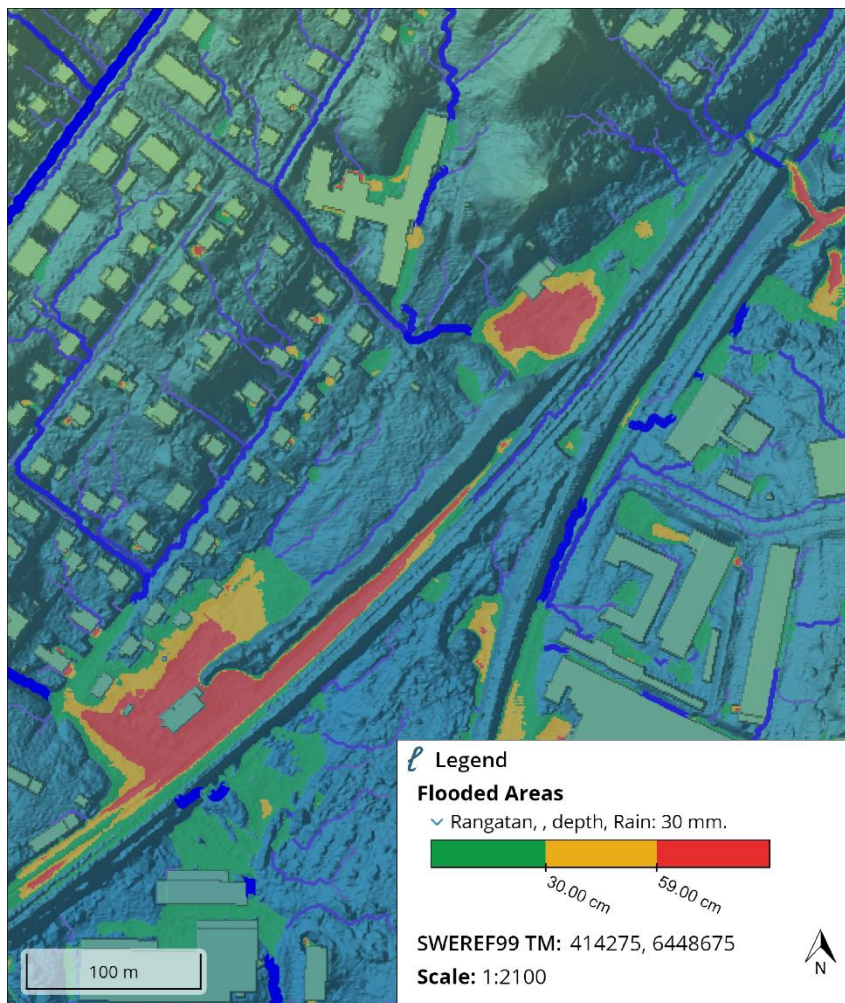 Legend
Flooded Areas
Rangatan, , depth, Rain: 30 mm.
30.00 cm
59.00 cm
SWEREF99 TM: 414275, 6448675
Scale: 1:2100
N
100 m